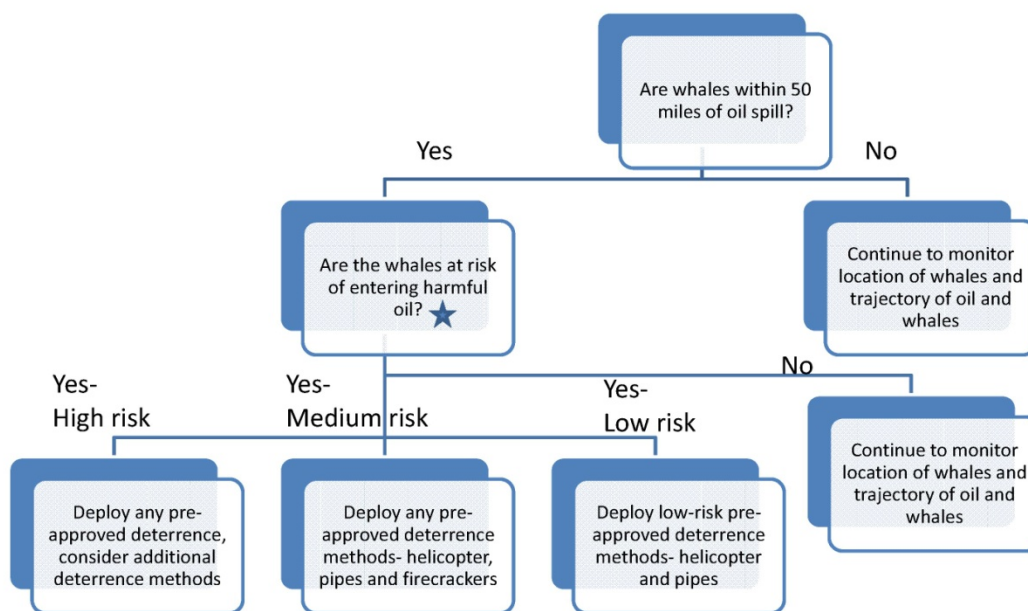 Are whales within 50
miles of oil spill?
Yes
No
Are the whales at risk
of entering harmful
oil?
Continue to monitor
location of whales and
trajectory of oil and
whales
No
Yes-
High risk
Yes-
Medium risk
Yes-
Low risk
Continue to monitor
location of whales and
trajectory of oil and
whales
Deploy any pre-
approved deterrence,
consider additional
deterrence methods
Deploy any pre-
approved deterrence
methods- helicopter,
pipes and firecrackers
Deploy low-risk pre-
approved deterrence
methods- helicopter
and pipes